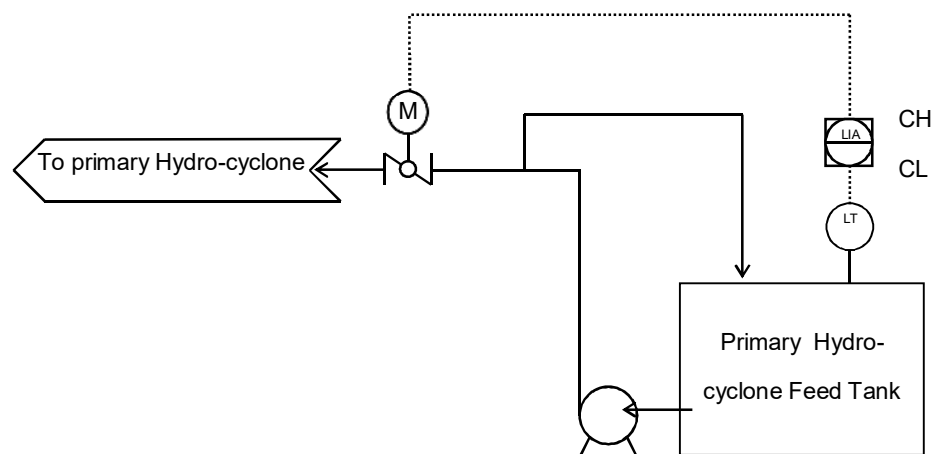 M
CH
LIA
To primary Hydro-cyclone
CL
LT
Primary Hydro-
cyclone Feed Tank